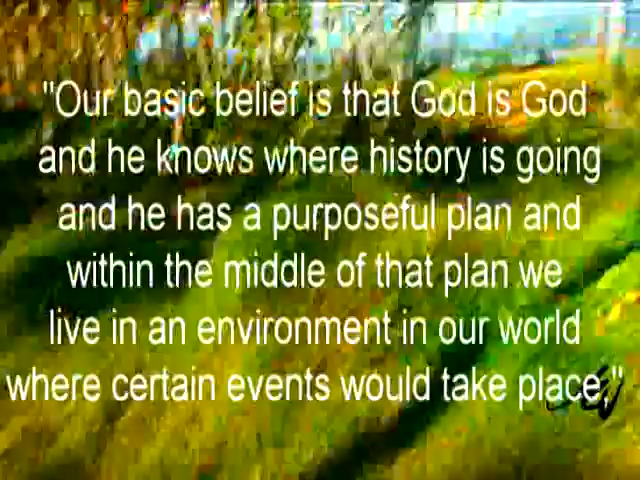 "Our basic belief is that God is God
and he knows where history is going
and he has a purposeful plan and
within the middle of that plan we
live in an environment in our world
where certain events would take place,"